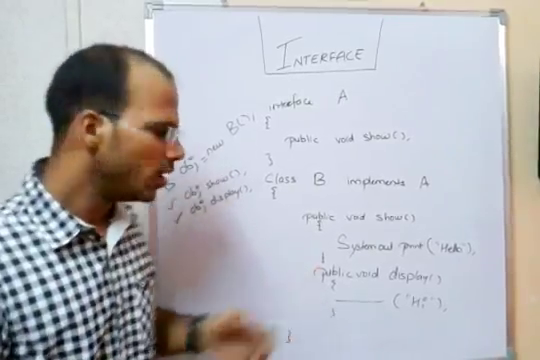 INTERFACE
interface A
{
public void show();
}
Class B implements A
{
public void show()
{
System.out.print("Hello");
}
public void display()
{
("Hi");
}
}
B obj = new B();
✓ obj.show();
✓ obj.display();